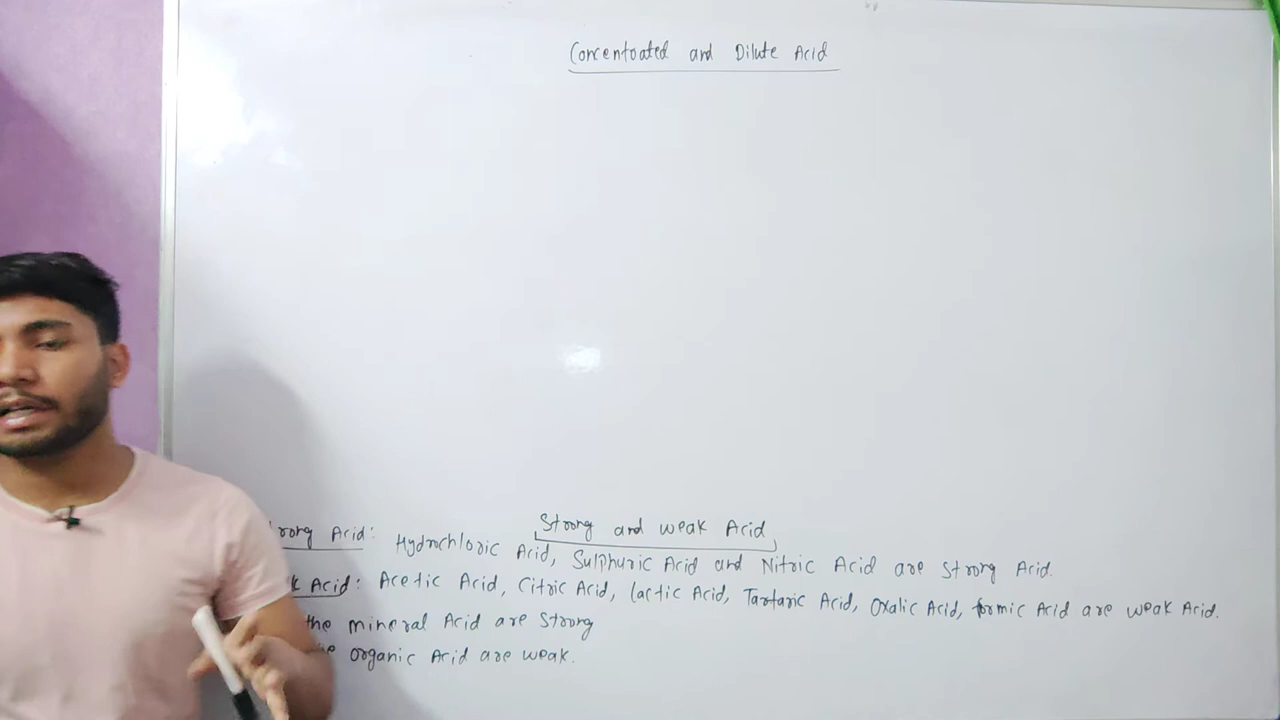 Concentrated and Dilute Acid
Strong and weak Acid
rong Acid: Hydrochloric Acid, Sulphuric Acid and Nitric Acid are strong Acid.
k Acid: Acetic Acid, Citric Acid, lactic Acid, Tartaric Acid, Oxalic Acid, formic Acid are weak Acid.
the mineral Acid are Strong
organic Acid are weak.